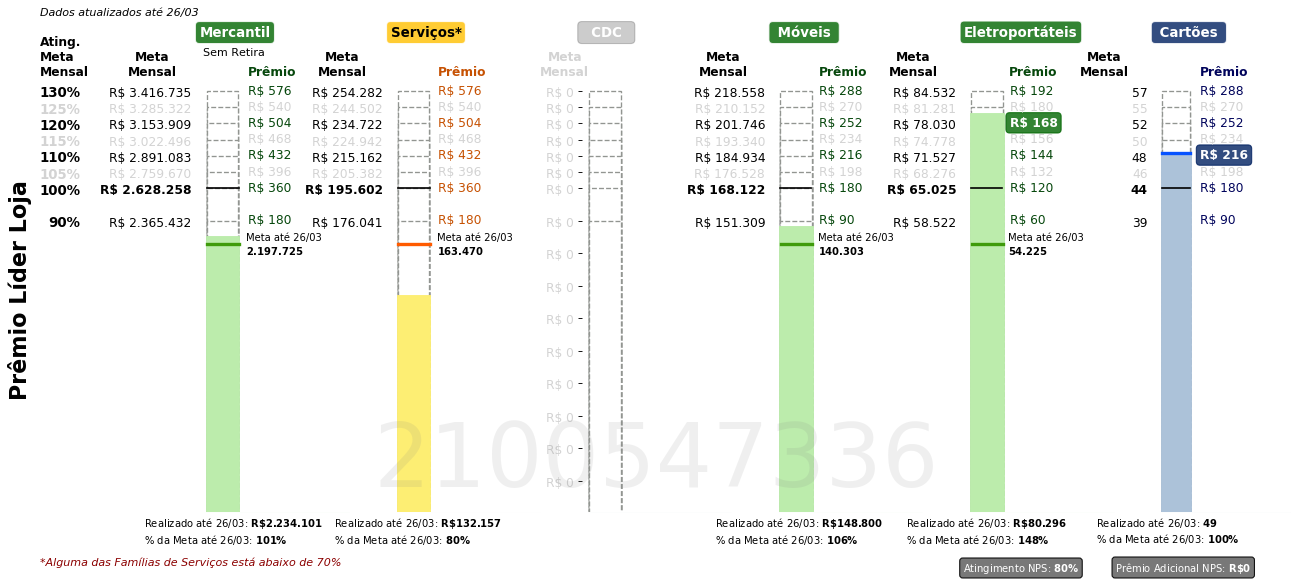 Dados atualizados até 26/03
Mercantil Serviços* CDC Móveis Eletroportáteis Cartões
Sem Retira
Ating. Meta Mensal
Meta Mensal Prêmio Meta Mensal Prêmio Meta Mensal Meta Mensal Prêmio Meta Mensal Prêmio Meta Mensal Prêmio
130% R$ 3.416.735 R$ 576 R$ 254.282 R$ 576 R$ 0 R$ 218.558 R$ 288 R$ 84.532 R$ 192 57 R$ 288
125% R$ 3.285.322 R$ 540 R$ 244.502 R$ 540 R$ 0 R$ 210.152 R$ 270 R$ 81.281 R$ 180 55 R$ 270
120% R$ 3.153.909 R$ 504 R$ 234.722 R$ 504 R$ 0 R$ 201.746 R$ 252 R$ 78.030 R$ 168 52 R$ 252
115% R$ 3.022.496 R$ 468 R$ 224.942 R$ 468 R$ 0 R$ 193.340 R$ 234 R$ 74.778 R$ 156 50 R$ 234
110% R$ 2.891.083 R$ 432 R$ 215.162 R$ 432 R$ 0 R$ 184.934 R$ 216 R$ 71.527 R$ 144 48 R$ 216
105% R$ 2.759.670 R$ 396 R$ 205.382 R$ 396 R$ 0 R$ 176.528 R$ 198 R$ 68.276 R$ 132 46 R$ 198
100% R$ 2.628.258 R$ 360 R$ 195.602 R$ 360 R$ 0 R$ 168.122 R$ 180 R$ 65.025 R$ 120 44 R$ 180
90% R$ 2.365.432 R$ 180 R$ 176.041 R$ 180 R$ 0 R$ 151.309 R$ 90 R$ 58.522 R$ 60 39 R$ 90
Meta até 26/03 Meta até 26/03 Meta até 26/03 Meta até 26/03
2.197.725 163.470 140.303 54.225
R$ 0
R$ 0
R$ 0
R$ 0
R$ 0
R$ 0
R$ 0
R$ 0
Prêmio Líder Loja
2100547336
Realizado até 26/03: R$2.234.101 Realizado até 26/03: R$132.157 Realizado até 26/03: R$148.800 Realizado até 26/03: R$80.296 Realizado até 26/03: 49
% da Meta até 26/03: 101% % da Meta até 26/03: 80% % da Meta até 26/03: 106% % da Meta até 26/03: 148% % da Meta até 26/03: 100%
*Alguma das Famílias de Serviços está abaixo de 70%
Atingimento NPS: 80% Prêmio Adicional NPS: R$0